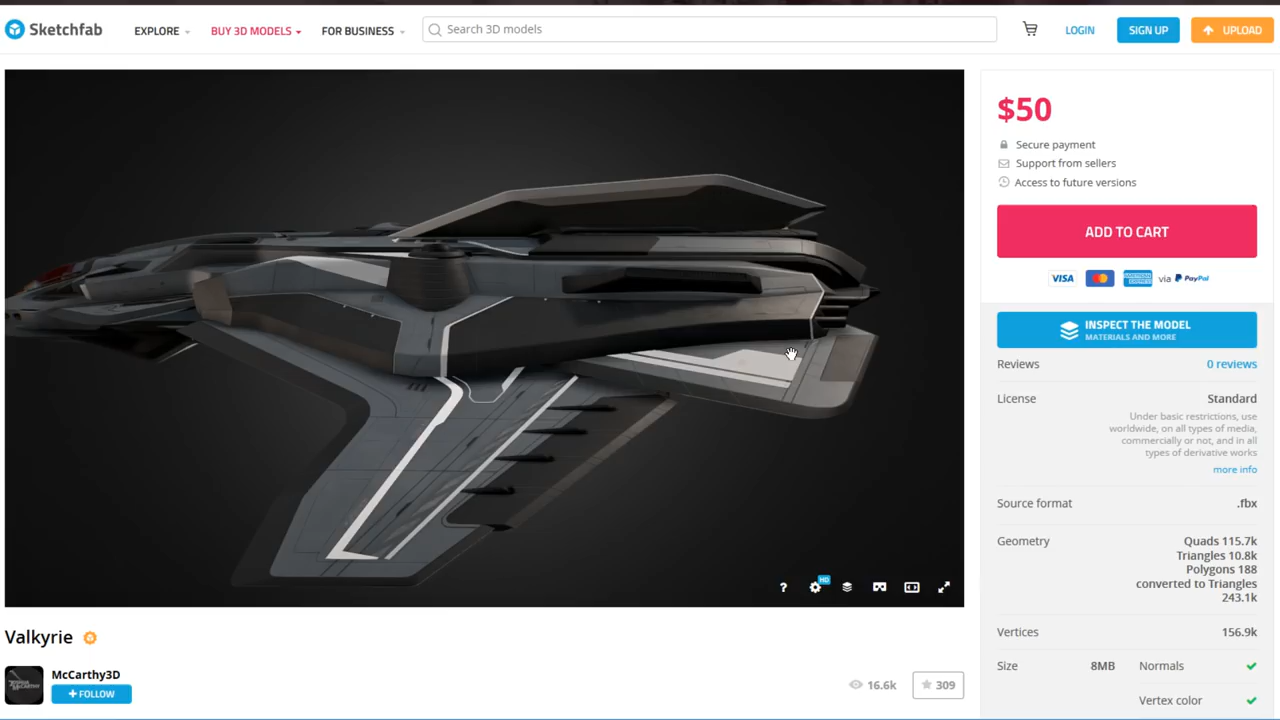 Sketchfab
EXPLORE
BUY 3D MODELS
FOR BUSINESS
Search 3D models
LOGIN
SIGN UP
UPLOAD
$50
Secure payment
Support from sellers
Access to future versions
ADD TO CART
VISA
via PayPal
INSPECT THE MODEL
MATERIALS AND MORE
Reviews 0 reviews
License Standard
Under basic restrictions, use
worldwide, on all types of media,
commercially or not, and in all
types of derivative works
more info
Source format .fbx
Geometry Quads 115.7k
Triangles 10.8k
Polygons 188
converted to Triangles
243.1k
Vertices 156.9k
Size 8MB Normals
Vertex color
? HD
Valkyrie
McCarthy3D
+ FOLLOW
16.6k
309